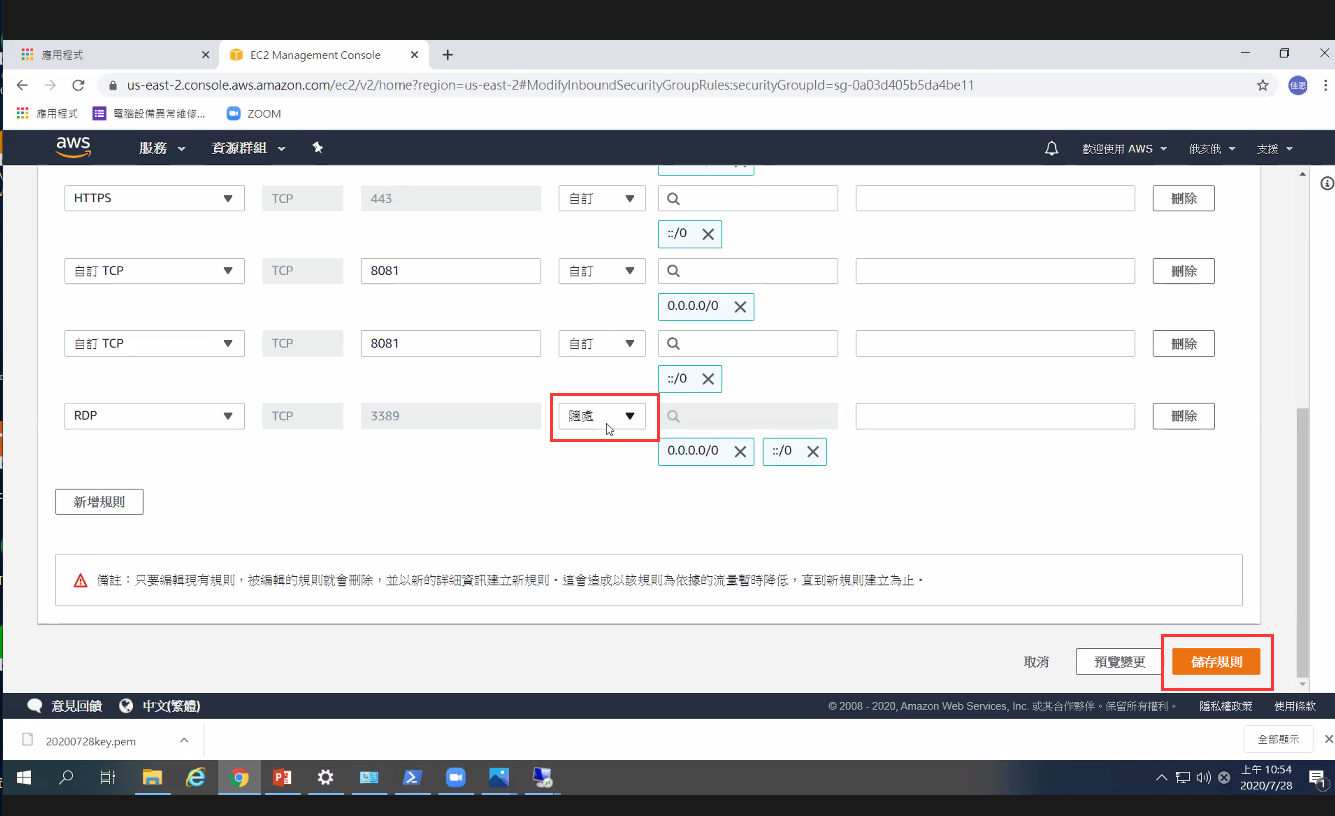 應用程式
EC2 Management Console
us-east-2.console.aws.amazon.com/ec2/v2/home?region=us-east-2#ModifyInboundSecurityGroupRules:securityGroupId=sg-0a03d405b5da4be11
佳恩
應用程式 電腦設備異常維修... ZOOM
aws 服務 資源群組 歡迎使用 AWS 俄亥俄 支援
HTTPS TCP 443 自訂 刪除
::/0
自訂 TCP TCP 8081 自訂 刪除
0.0.0.0/0
自訂 TCP TCP 8081 自訂 刪除
::/0
RDP TCP 3389 隨處 刪除
0.0.0.0/0 ::/0
新增規則
備註：只要編輯現有規則，被編輯的規則就會刪除，並以新的詳細資訊建立新規則。這會造成以該規則為依據的流量暫時降低，直到新規則建立為止。
取消 預覽變更 儲存規則
意見回饋 中文(繁體) © 2008 - 2020, Amazon Web Services, Inc. 或其合作夥伴。保留所有權利。 隱私權政策 使用條款
20200728key.pem 全部顯示
上午 10:54
2020/7/28
1